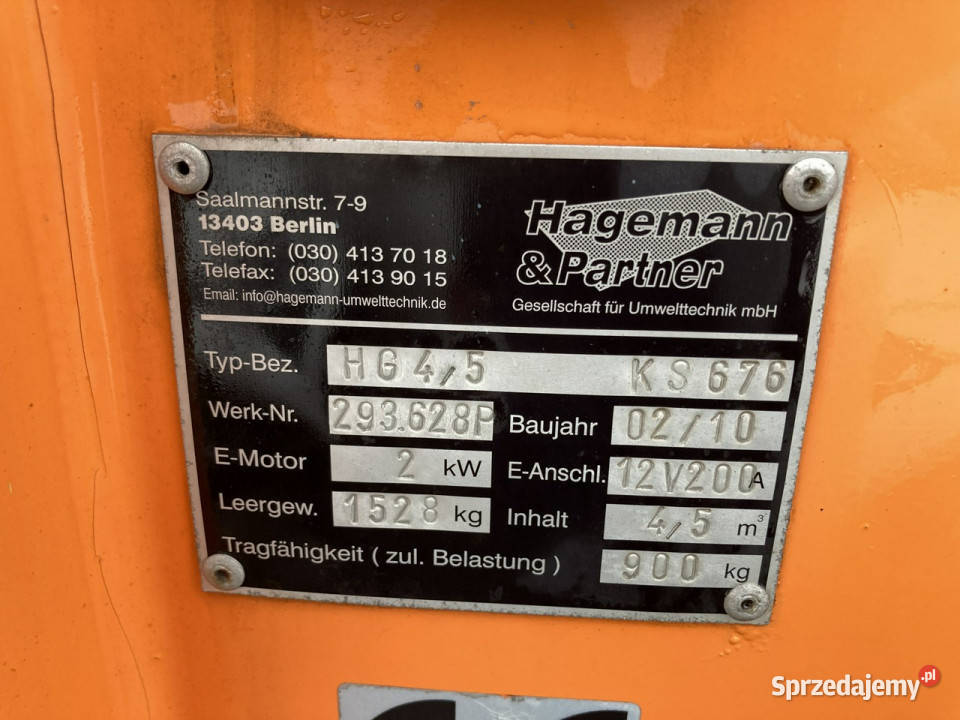 Saalmannstr. 7-9
13403 Berlin
Telefon: (030) 413 70 18
Telefax: (030) 413 90 15
Email: info@hagemann-umwelttechnik.de
Hagemann
&Partner
Gesellschaft für Umwelttechnik mbH
Typ-Bez. HG4,5 KS676
Werk-Nr. 293.628P Baujahr 02/10
E-Motor 2 kW E-Anschl. 12V200A
Leergew. 1528 kg Inhalt 4,5 m³
Tragfähigkeit ( zul. Belastung ) 900 kg
Sprzedajemy.pl